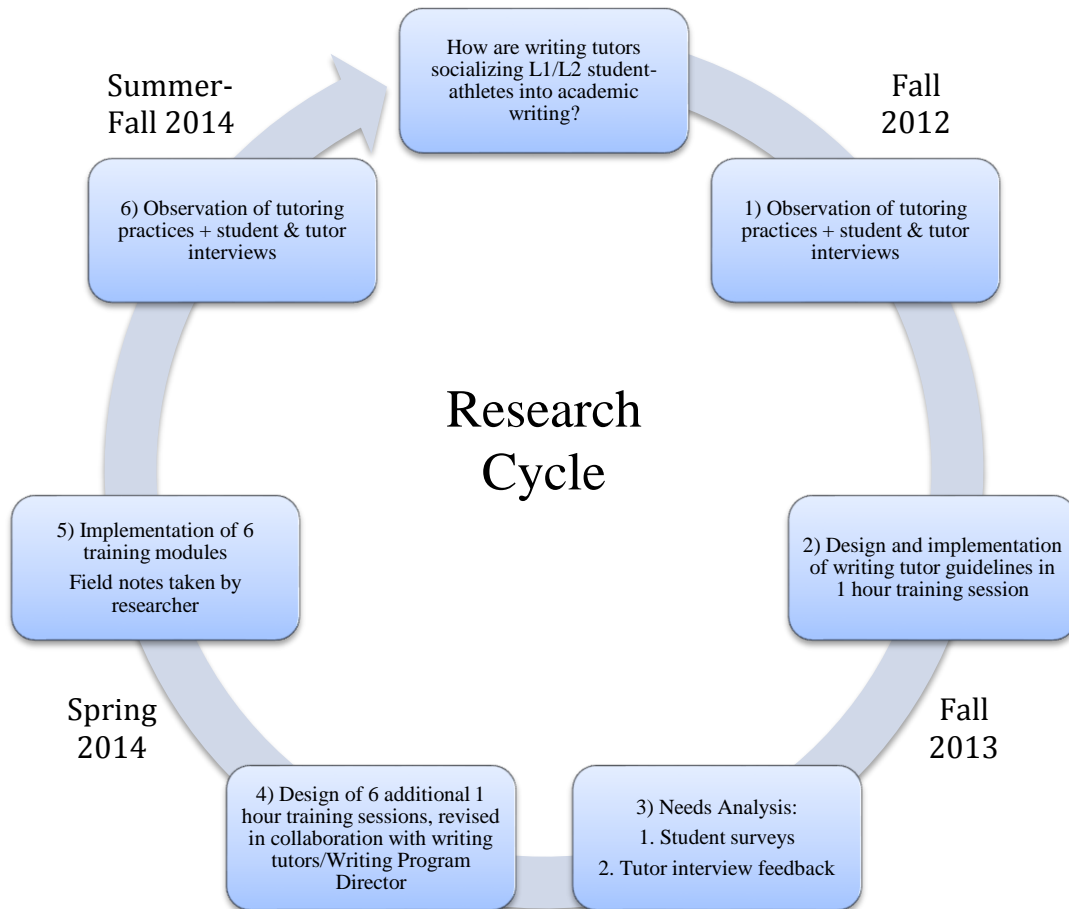 How are writing tutors
socializing L1/L2 student-
athletes into academic
writing?
Fall
2012
1) Observation of tutoring
practices + student & tutor
interviews
2) Design and implementation
of writing tutor guidelines in
1 hour training session
Fall
2013
3) Needs Analysis:
1. Student surveys
2. Tutor interview feedback
4) Design of 6 additional 1
hour training sessions, revised
in collaboration with writing
tutors/Writing Program
Director
Spring
2014
5) Implementation of 6
training modules
Field notes taken by
researcher
6) Observation of tutoring
practices + student & tutor
interviews
Summer-
Fall 2014
Research
Cycle